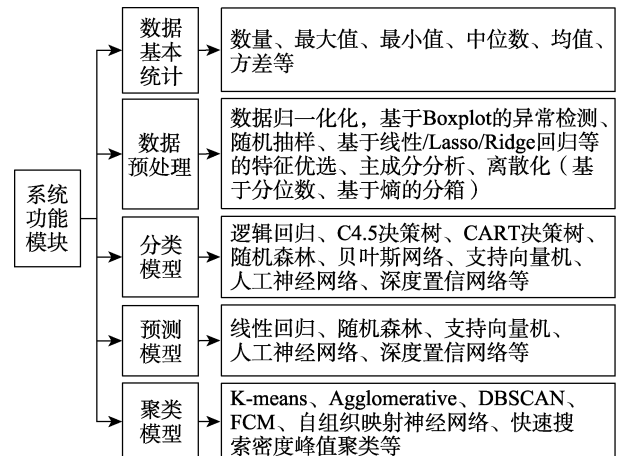 系统
功能
模块
数据
基本
统计
数量、最大值、最小值、中位数、均值、
方差等
数据
预处理
数据归一化化，基于Boxplot的异常检测、
随机抽样、基于线性/Lasso/Ridge回归等
的特征优选、主成分分析、离散化（基
于分位数、基于熵的分箱）
分类
模型
逻辑回归、C4.5决策树、CART决策树、
随机森林、贝叶斯网络、支持向量机、
人工神经网络、深度置信网络等
预测
模型
线性回归、随机森林、支持向量机、
人工神经网络、深度置信网络等
聚类
模型
K-means、Agglomerative、DBSCAN、
FCM、自组织映射神经网络、快速搜
索密度峰值聚类等